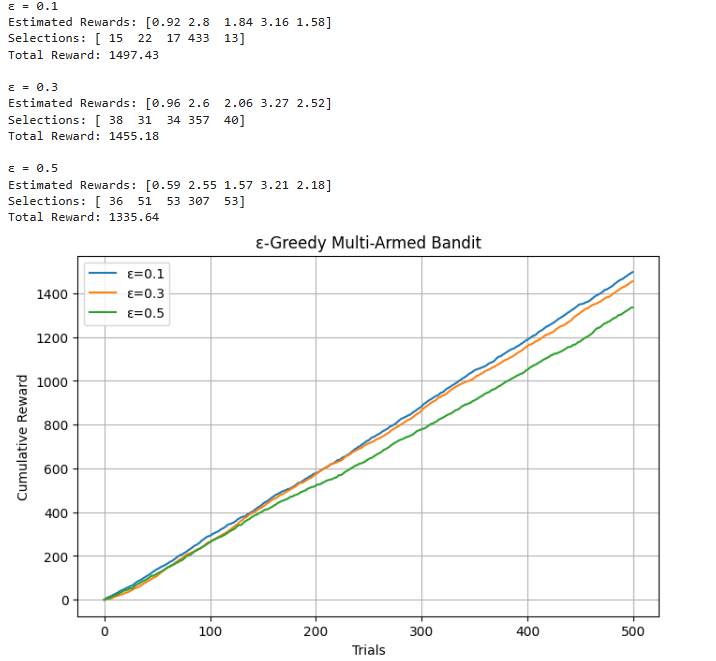 ε = 0.1
Estimated Rewards: [0.92 2.8  1.84 3.16 1.58]
Selections: [ 15  22  17 433  13]
Total Reward: 1497.43
ε = 0.3
Estimated Rewards: [0.96 2.6  2.06 3.27 2.52]
Selections: [ 38  31  34 357  40]
Total Reward: 1455.18
ε = 0.5
Estimated Rewards: [0.59 2.55 1.57 3.21 2.18]
Selections: [ 36  51  53 307  53]
Total Reward: 1335.64
ε-Greedy Multi-Armed Bandit
ε=0.1
ε=0.3
ε=0.5
Cumulative Reward
1400
1200
1000
800
600
400
200
0
0 100 200 300 400 500
Trials